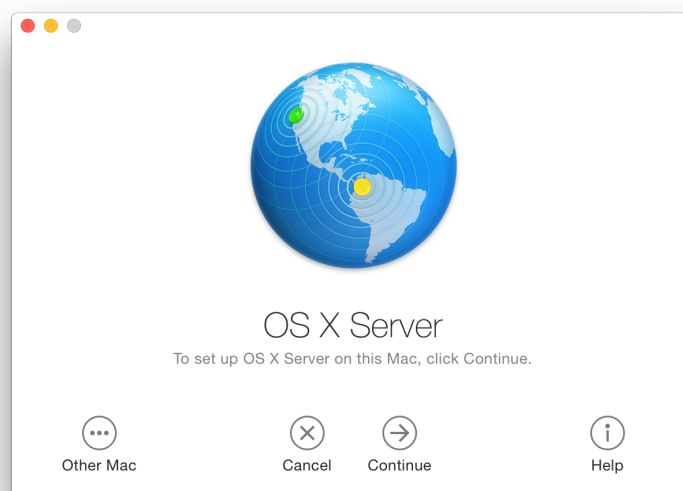 OS X Server
To set up OS X Server on this Mac, click Continue.
Other Mac
Cancel
Continue
Help